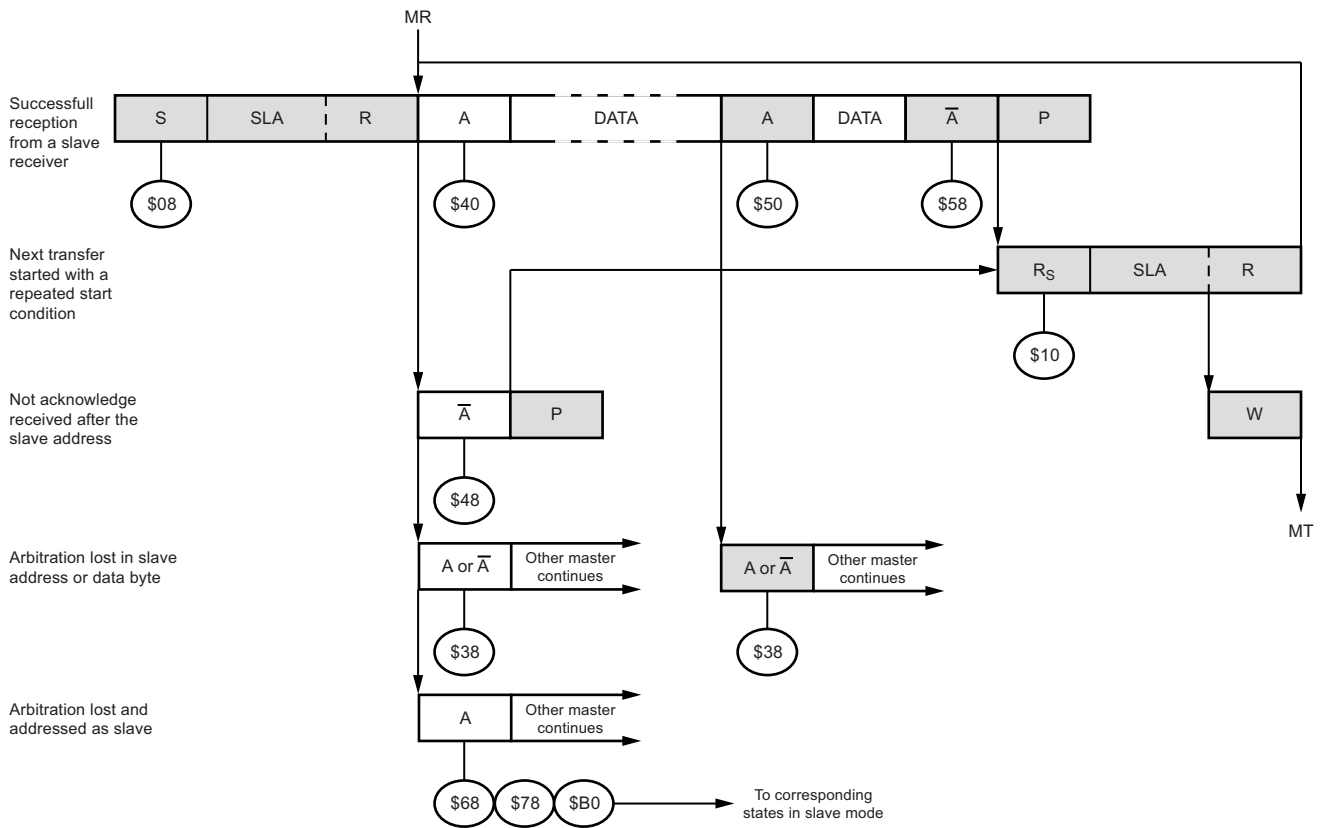 MR
Successfull
reception
from a slave
receiver
S
SLA
R
A
DATA
A
DATA
A̅
P
$08
$40
$50
$58
Next transfer
started with a
repeated start
condition
RS
SLA
R
$10
Not acknowledge
received after the
slave address
A̅
P
W
$48
MT
Arbitration lost in slave
address or data byte
A or A̅
Other master
continues
A or A̅
Other master
continues
$38
$38
Arbitration lost and
addressed as slave
A
Other master
continues
$68
$78
$B0
To corresponding
states in slave mode